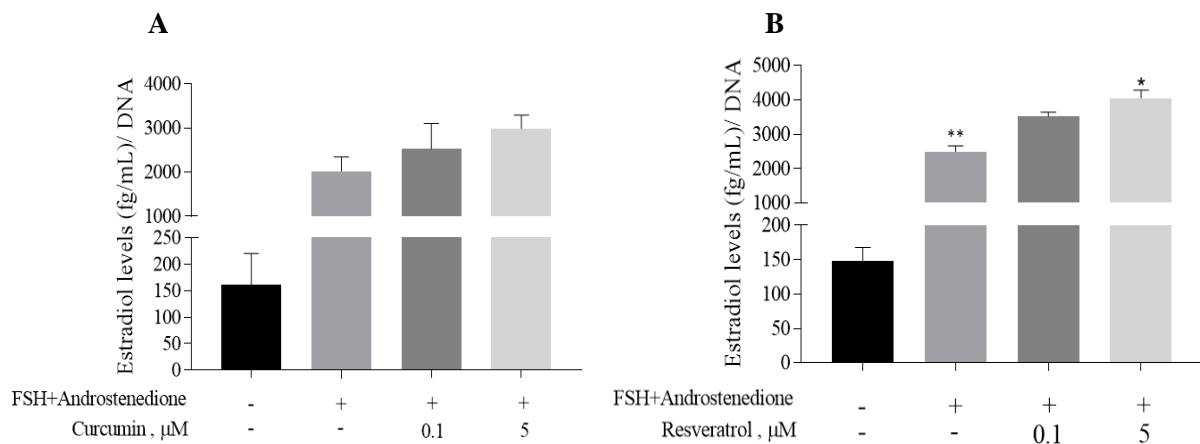 A
Estradiol levels (fg/mL)/ DNA
4000
3000
2000
1000
250
200
150
100
50
0
FSH+Androstenedione - + + +
Curcumin , μM - - 0.1 5
B
Estradiol levels (fg/mL)/ DNA
5000
4000
3000
2000
1000
200
150
100
50
0
**
*
FSH+Androstenedione - + + +
Resveratrol , μM - - 0.1 5